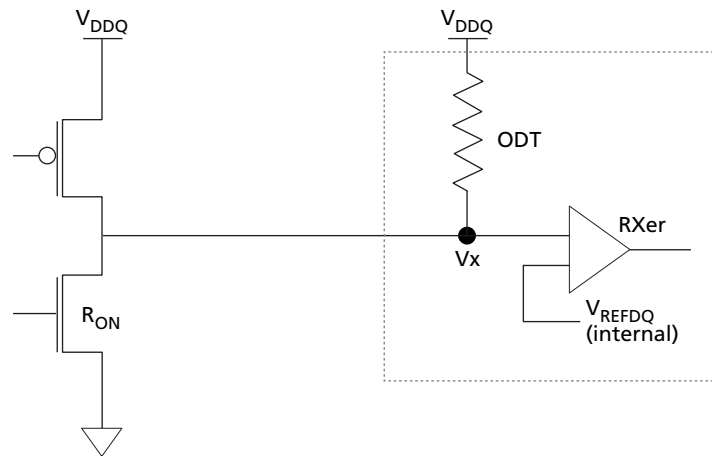 VDDQ
VDDQ
ODT
RXer
Vx
RON
VREFDQ
(internal)